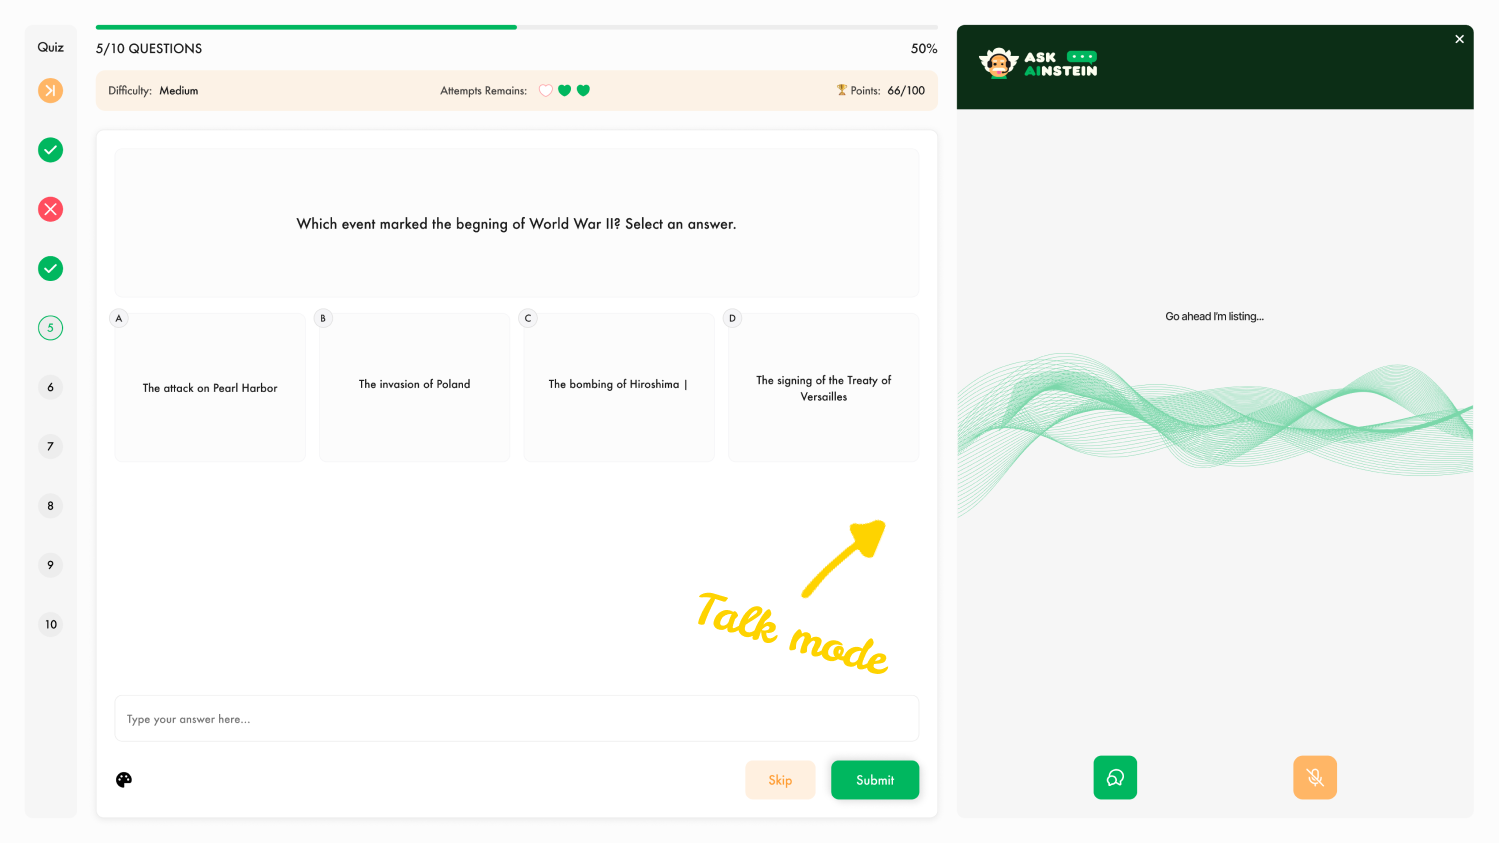 Quiz
5/10 QUESTIONS
50%
Difficulty: Medium
Attempts Remains:
Points: 66/100
Which event marked the begning of World War II? Select an answer.
A
The attack on Pearl Harbor
B
The invasion of Poland
C
The bombing of Hiroshima |
D
The signing of the Treaty of
Versailles
5
6
7
8
9
10
Talk mode
Type your answer here...
Skip
Submit
ASK
AINSTEIN
Go ahead I'm listing...